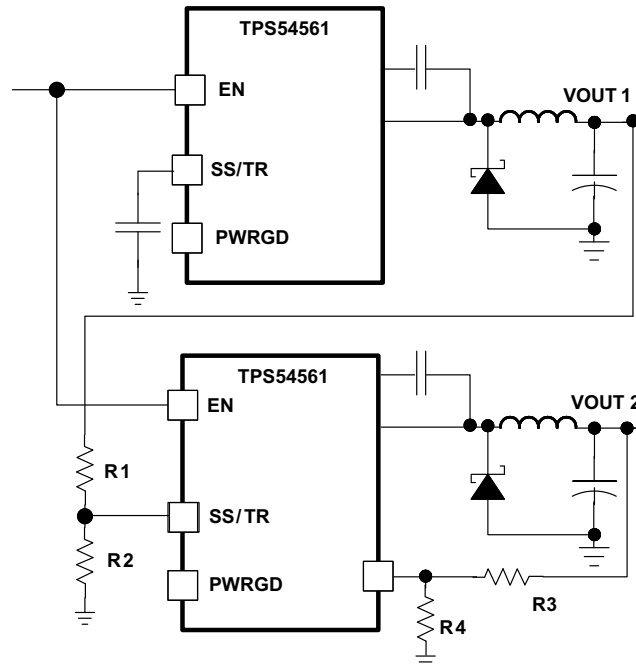 TPS54561
EN
VOUT 1
SS/TR
PWRGD
TPS54561
EN
VOUT 2
R1
SS/TR
R2
PWRGD
R3
R4